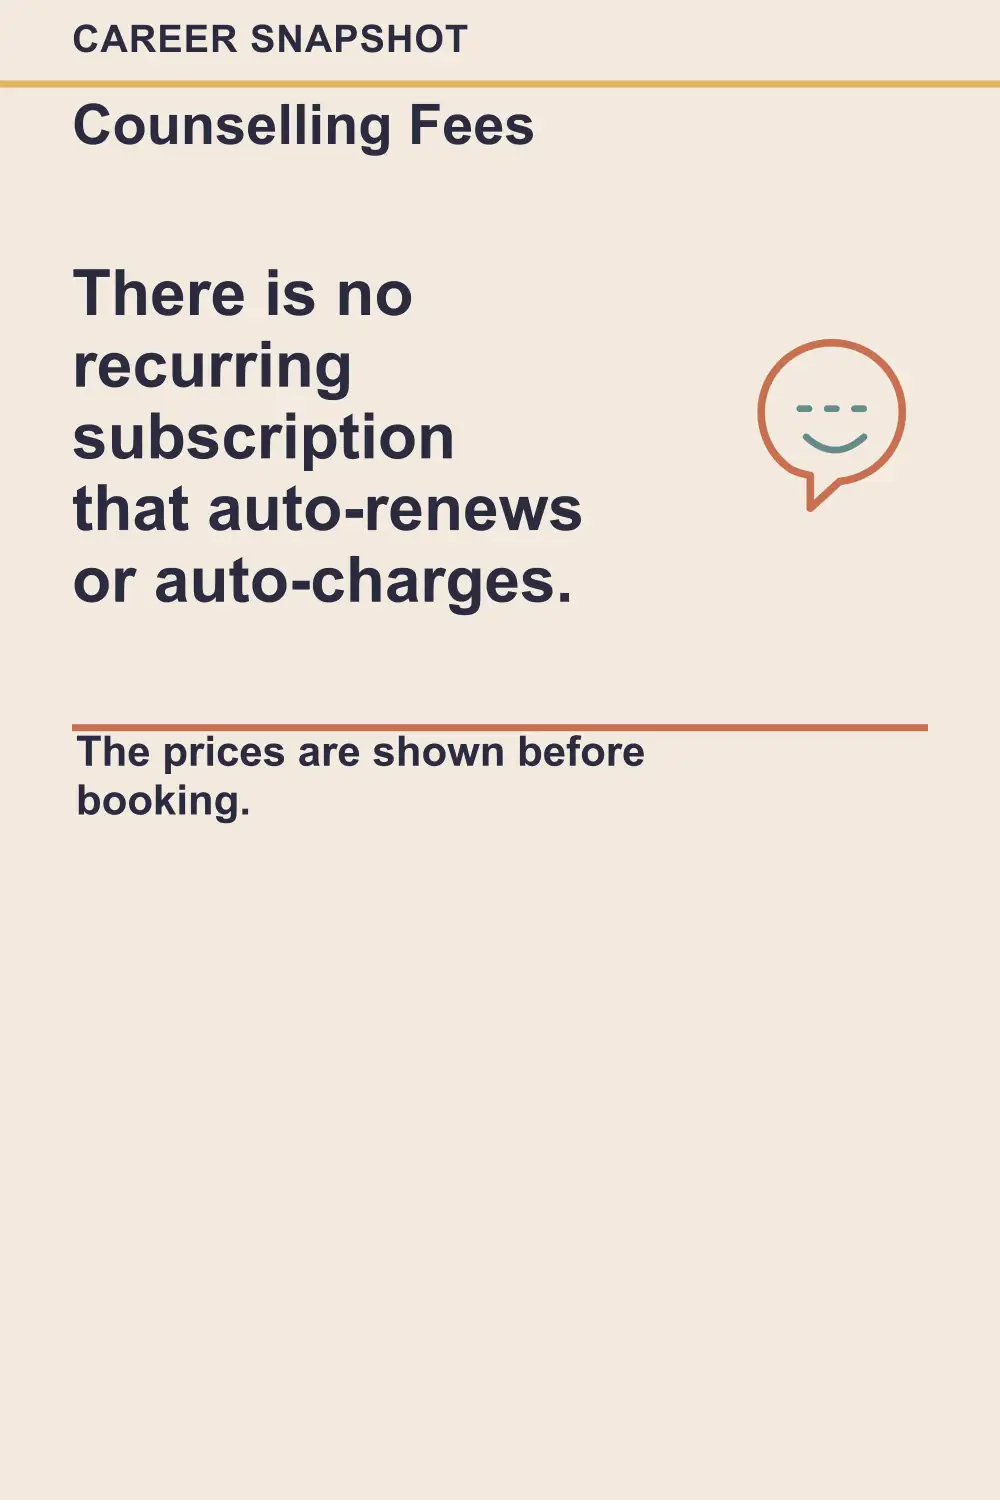 CAREER SNAPSHOT
Counselling Fees
There is no
recurring
subscription
that auto-renews
or auto-charges.
The prices are shown before
booking.